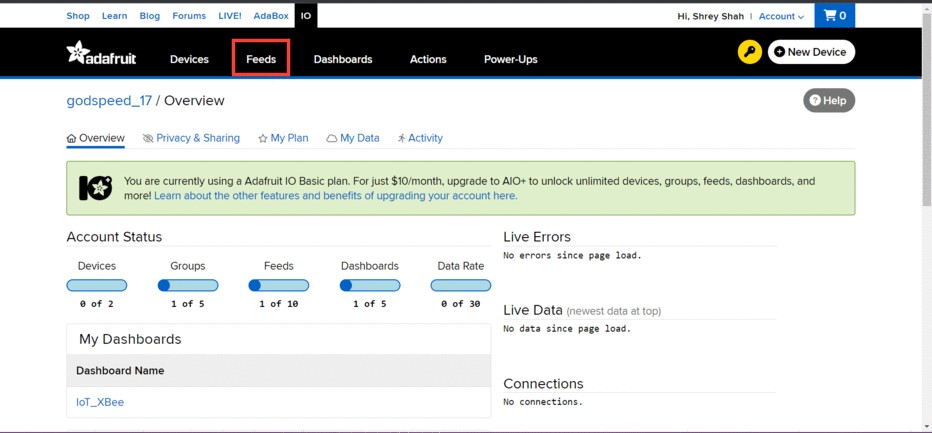 Shop Learn Blog Forums LIVE! AdaBox IO
Hi, Shrey Shah | Account
0
adafruit
Devices Feeds Dashboards Actions Power-Ups
New Device
godspeed_17 / Overview
Help
Overview Privacy & Sharing My Plan My Data Activity
You are currently using a Adafruit IO Basic plan. For just $10/month, upgrade to AIO+ to unlock unlimited devices, groups, feeds, dashboards, and
more! Learn about the other features and benefits of upgrading your account here.
Account Status
Devices Groups Feeds Dashboards Data Rate
0 of 2 1 of 5 1 of 10 1 of 5 0 of 30
My Dashboards
Dashboard Name
IoT_XBee
Live Errors
No errors since page load.
Live Data (newest data at top)
No data since page load.
Connections
No connections.